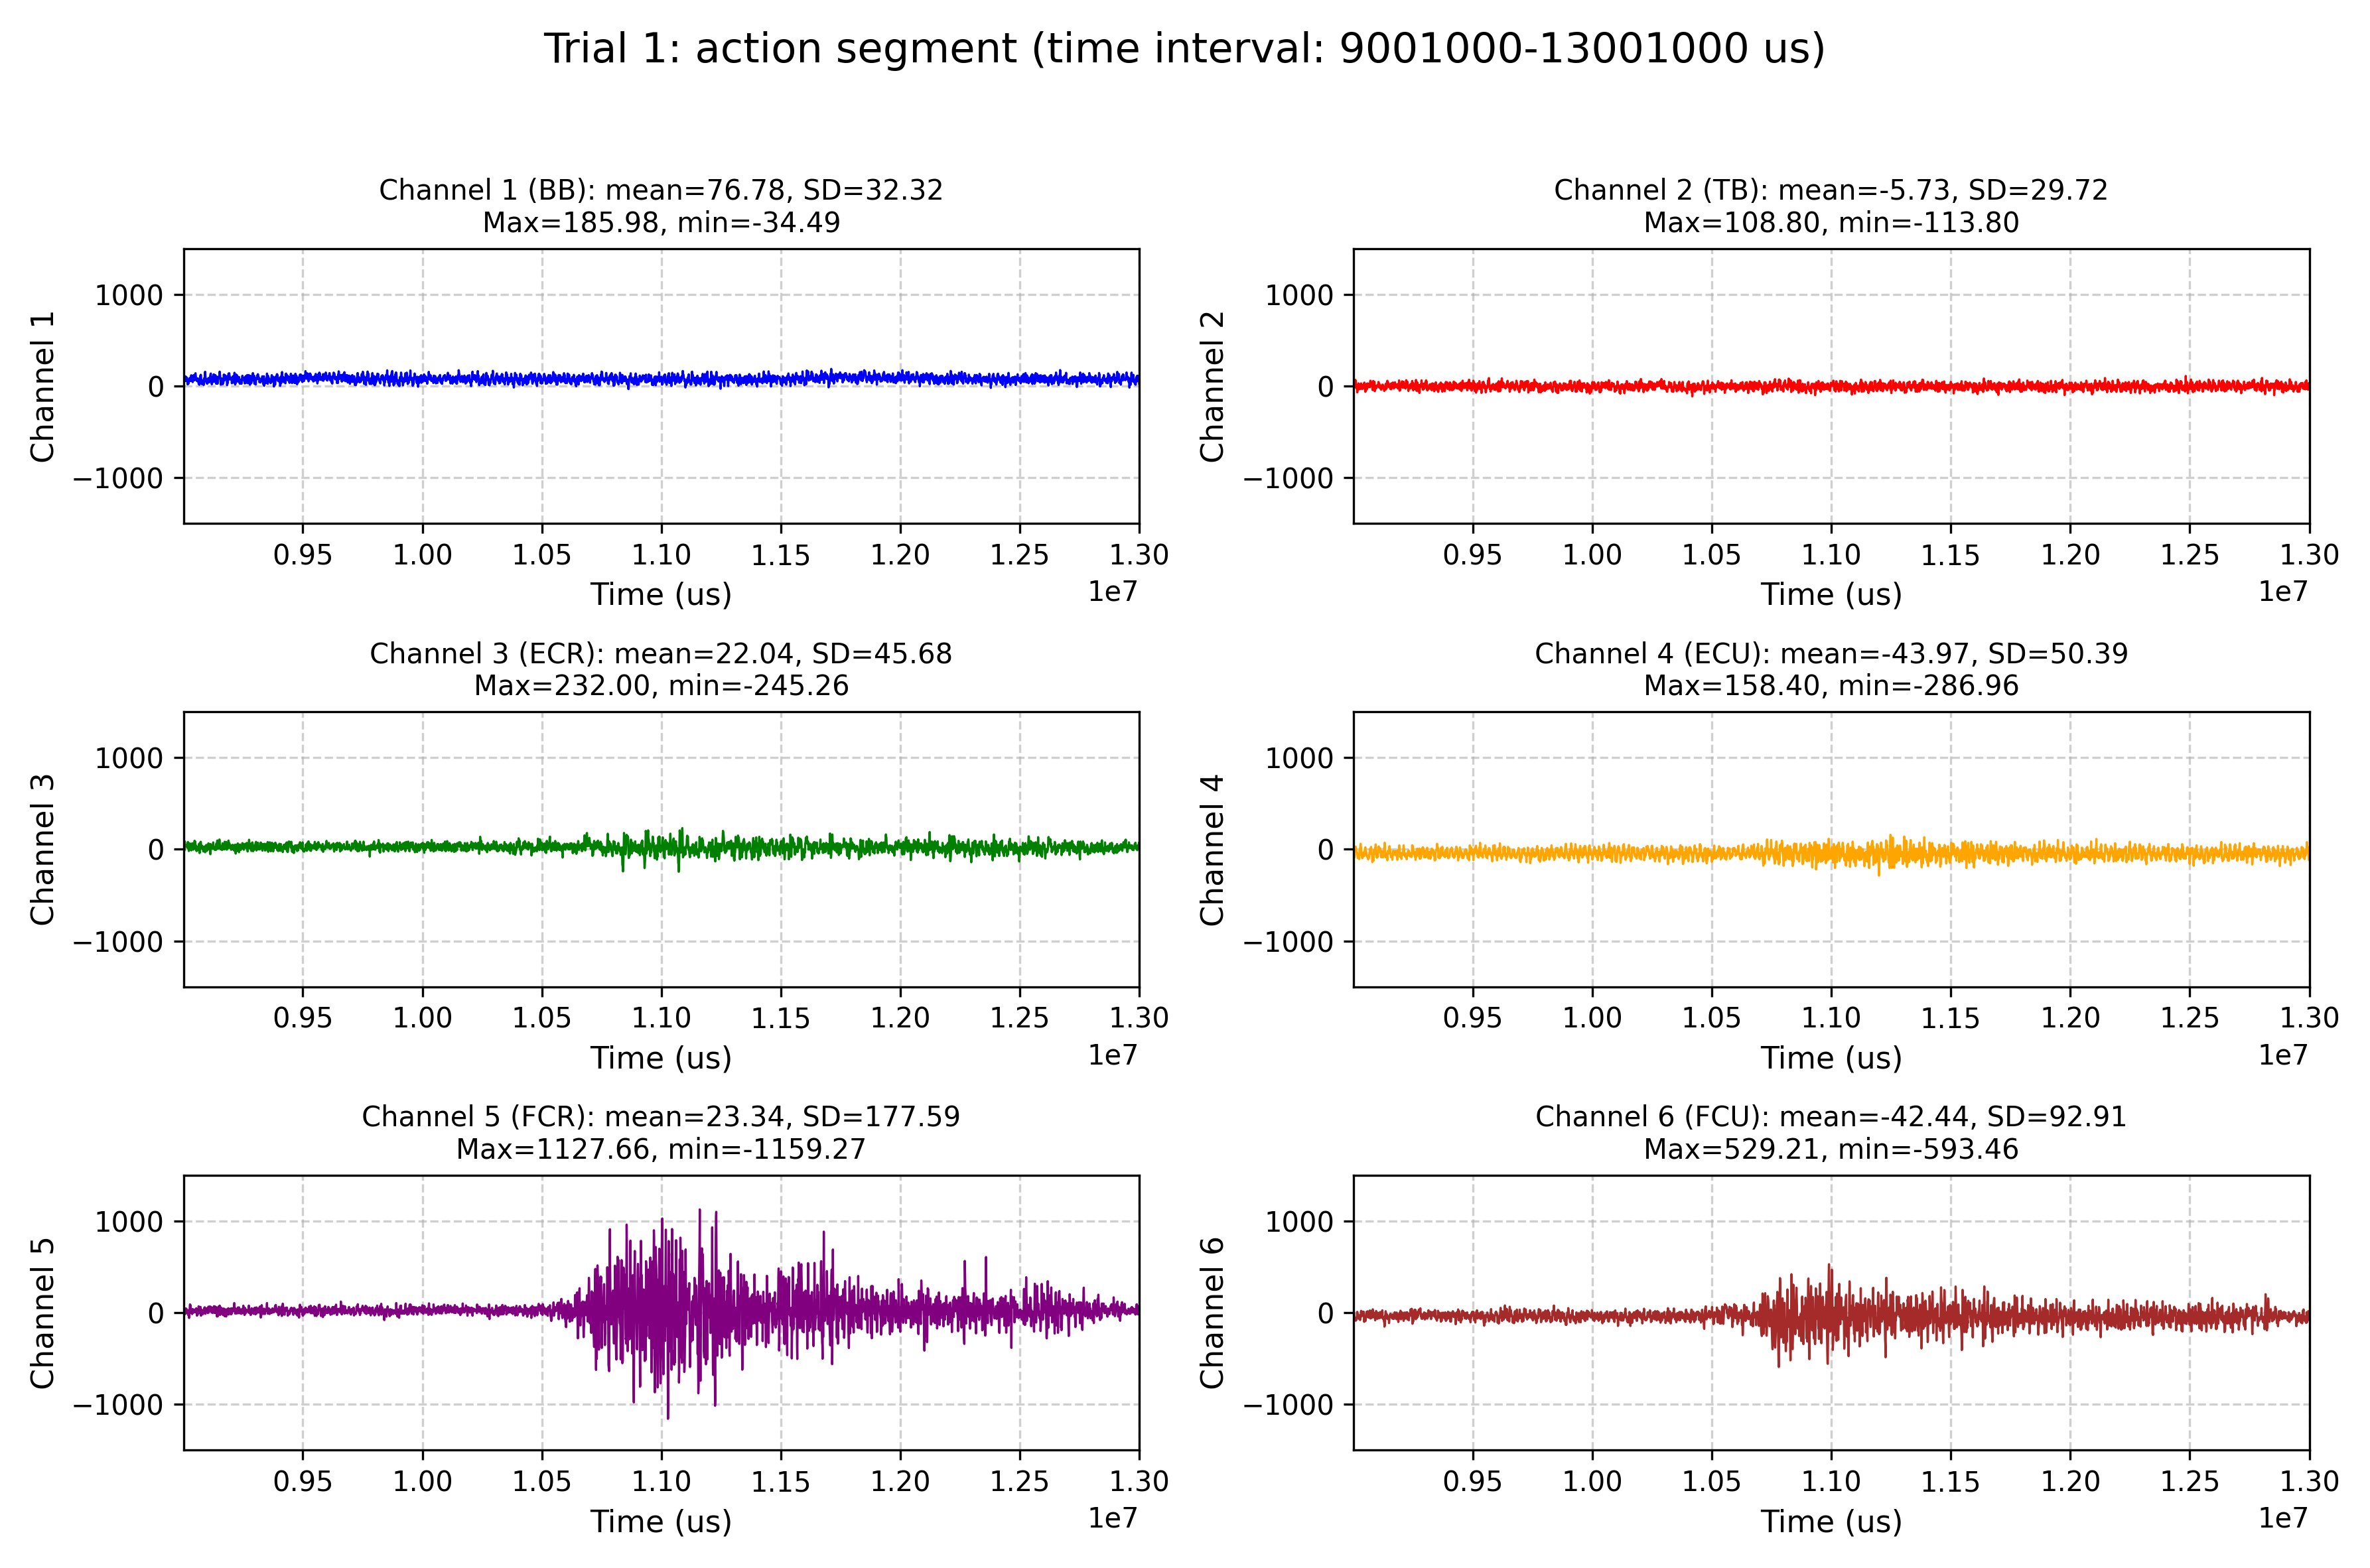 Trial 1: action segment (time interval: 9001000-13001000 us)
Channel 1 (BB): mean=76.78, SD=32.32
Max=185.98, min=-34.49
Channel 1
1000
0
−1000
0.95 1.00 1.05 1.10 1.15 1.20 1.25 1.30
Time (us)
1e7
Channel 2 (TB): mean=-5.73, SD=29.72
Max=108.80, min=-113.80
Channel 2
1000
0
−1000
0.95 1.00 1.05 1.10 1.15 1.20 1.25 1.30
Time (us)
1e7
Channel 3 (ECR): mean=22.04, SD=45.68
Max=232.00, min=-245.26
Channel 3
1000
0
−1000
0.95 1.00 1.05 1.10 1.15 1.20 1.25 1.30
Time (us)
1e7
Channel 4 (ECU): mean=-43.97, SD=50.39
Max=158.40, min=-286.96
Channel 4
1000
0
−1000
0.95 1.00 1.05 1.10 1.15 1.20 1.25 1.30
Time (us)
1e7
Channel 5 (FCR): mean=23.34, SD=177.59
Max=1127.66, min=-1159.27
Channel 5
1000
0
−1000
0.95 1.00 1.05 1.10 1.15 1.20 1.25 1.30
Time (us)
1e7
Channel 6 (FCU): mean=-42.44, SD=92.91
Max=529.21, min=-593.46
Channel 6
1000
0
−1000
0.95 1.00 1.05 1.10 1.15 1.20 1.25 1.30
Time (us)
1e7